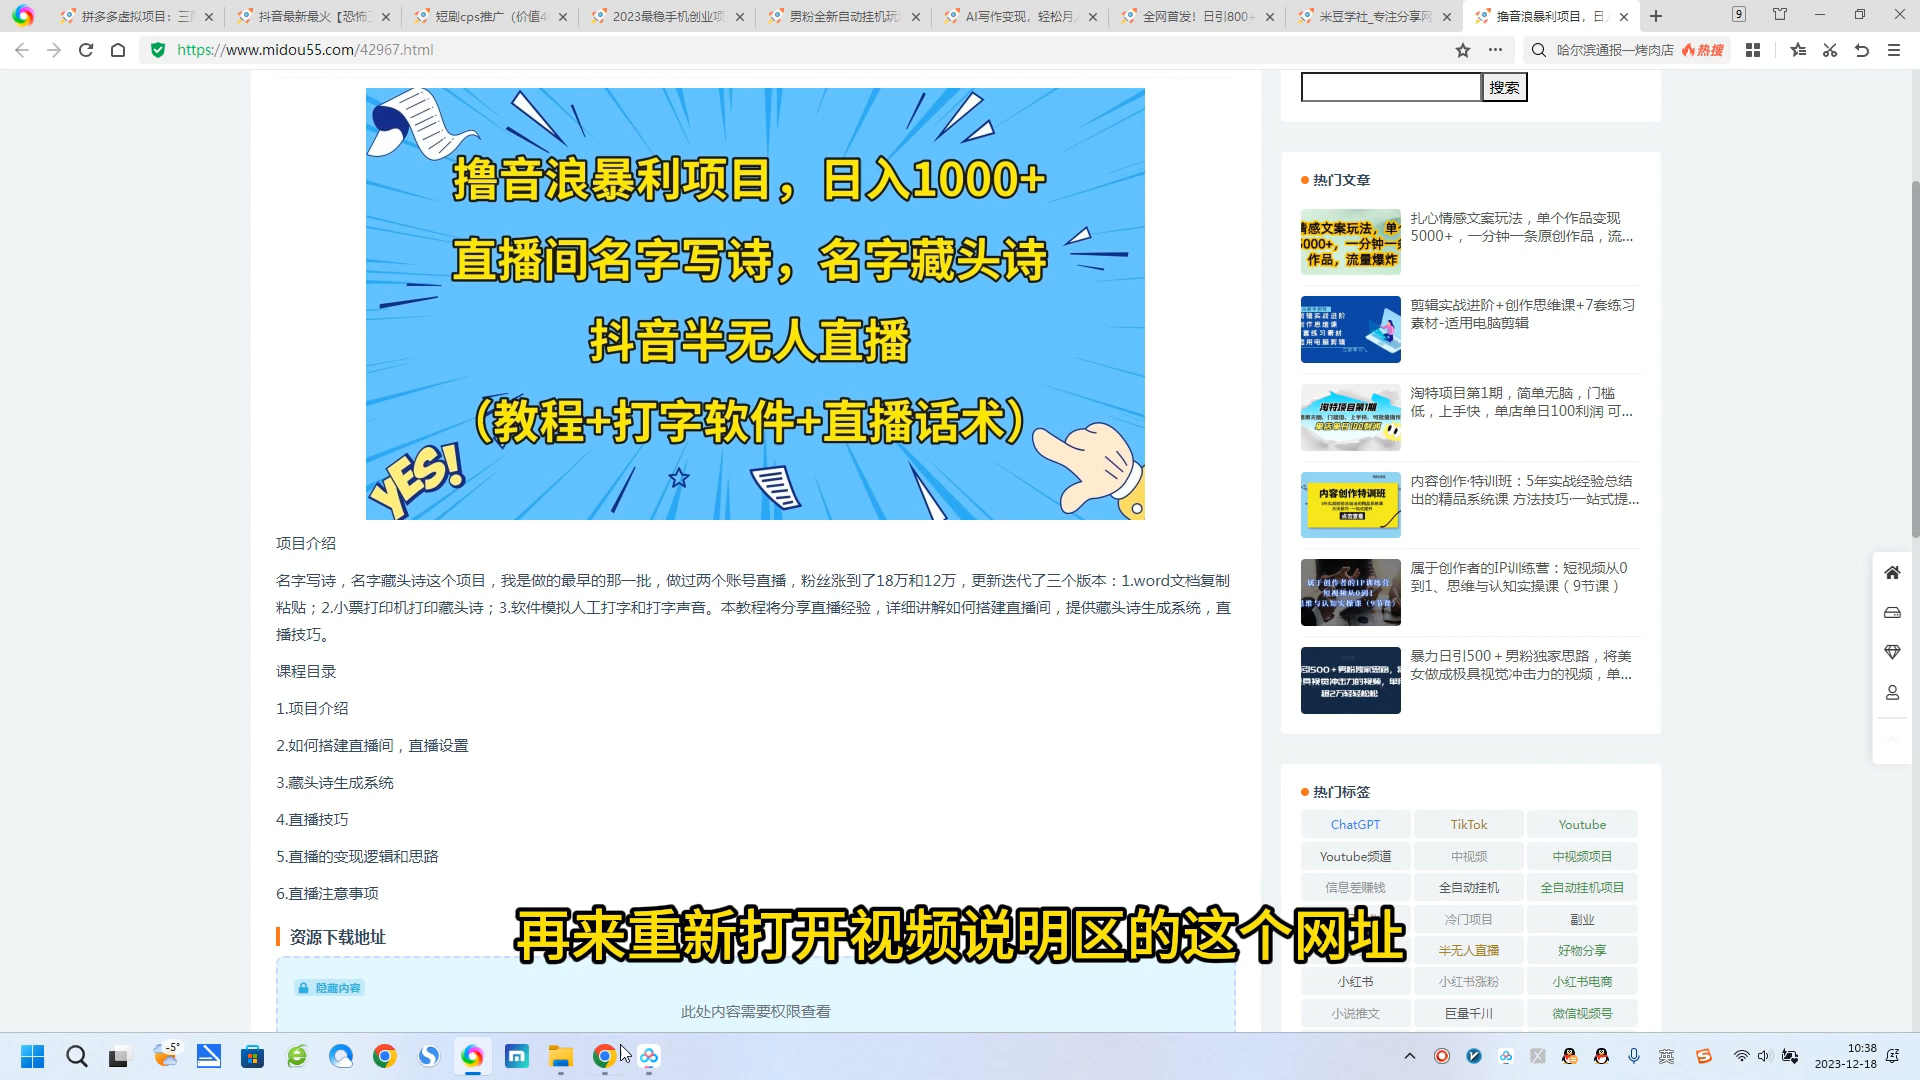 拼多多虚拟项目：三
抖音最新最火【恐怖
短剧cps推广（价值4
2023最稳手机创业项
男粉全新自动挂机玩
AI写作变现，轻松月
全网首发！日引800+
米豆学社_专注分享网
撸音浪暴利项目，日
9
https://www.midou55.com/42967.html
哈尔滨通报—烤肉店
热搜
搜索
撸音浪暴利项目，日入1000+
直播间名字写诗，名字藏头诗
抖音半无人直播
（教程+打字软件+直播话术）
YES!
项目介绍
名字写诗，名字藏头诗这个项目，我是做的最早的那一批，做过两个账号直播，粉丝涨到了18万和12万，更新迭代了三个版本：1.word文档复制
粘贴；2.小票打印机打印藏头诗；3.软件模拟人工打字和打字声音。本教程将分享直播经验，详细讲解如何搭建直播间，提供藏头诗生成系统，直
播技巧。
课程目录
1.项目介绍
2.如何搭建直播间，直播设置
3.藏头诗生成系统
4.直播技巧
5.直播的变现逻辑和思路
6.直播注意事项
资源下载地址
隐藏内容
此处内容需要权限查看
再来重新打开视频说明区的这个网址
热门文章
扎心情感文案玩法，单个作品变现
5000+，一分钟一条原创作品，流...
剪辑实战进阶+创作思维课+7套练习
素材-适用电脑剪辑
淘特项目第1期，简单无脑，门槛
低，上手快，单店单日100利润 可...
内容创作·特训班：5年实战经验总结
出的精品系统课 方法技巧一站式提...
属于创作者的IP训练营：短视频从0
到1、思维与认知实操课（9节课）
暴力日引500＋男粉独家思路，将美
女做成极具视觉冲击力的视频，单...
热门标签
ChatGPT
TikTok
Youtube
Youtube频道
中视频
中视频项目
信息差赚钱
全自动挂机
全自动挂机项目
冷门项目
副业
半无人直播
好物分享
小红书
小红书涨粉
小红书电商
小说推文
巨量千川
微信视频号
-5°
英
10:38
2023-12-18